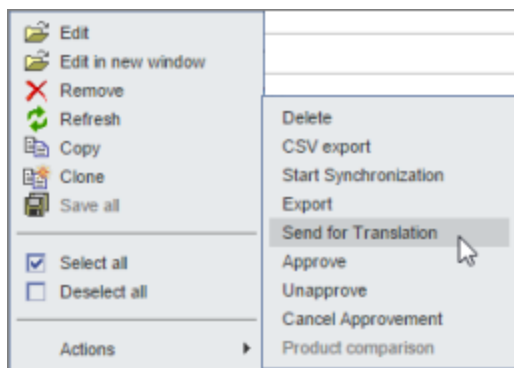 Edit
Edit in new window
Remove
Refresh
Copy
Clone
Save all
Select all
Deselect all
Actions
Delete
CSV export
Start Synchronization
Export
Send for Translation
Approve
Unapprove
Cancel Approvement
Product comparison